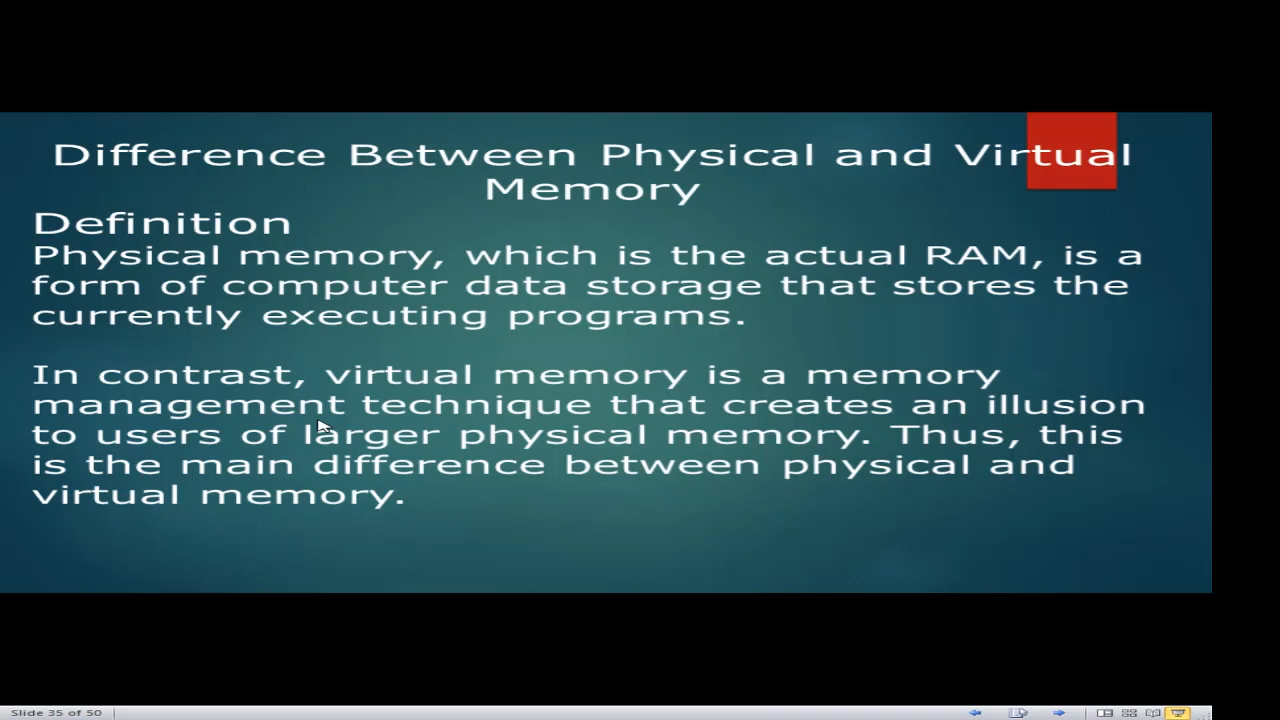 Difference Between Physical and Virtual
Memory
Definition
Physical memory, which is the actual RAM, is a
form of computer data storage that stores the
currently executing programs.
In contrast, virtual memory is a memory
management technique that creates an illusion
to users of larger physical memory. Thus, this
is the main difference between physical and
virtual memory.
Slide 35 of 50